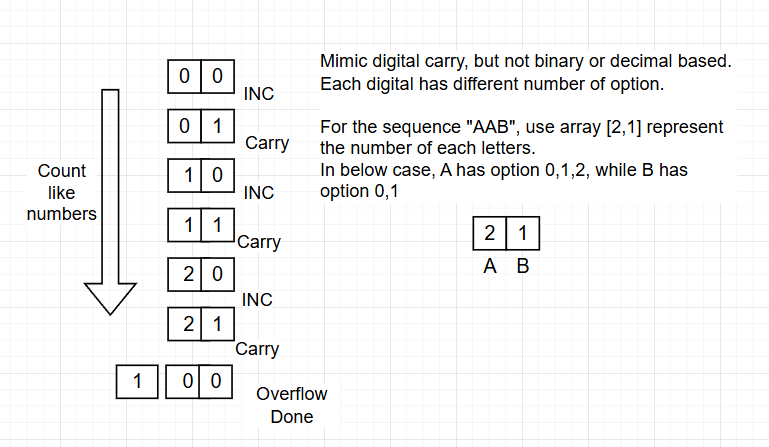 Mimic digital carry, but not binary or decimal based.
Each digital has different number of option.
For the sequence "AAB", use array [2,1] represent
the number of each letters.
In below case, A has option 0,1,2, while B has
option 0,1
2 1
A B
Count
like
numbers
0 0
INC
0 1
Carry
1 0
INC
1 1
Carry
2 0
INC
2 1
Carry
1 0 0
Overflow
Done